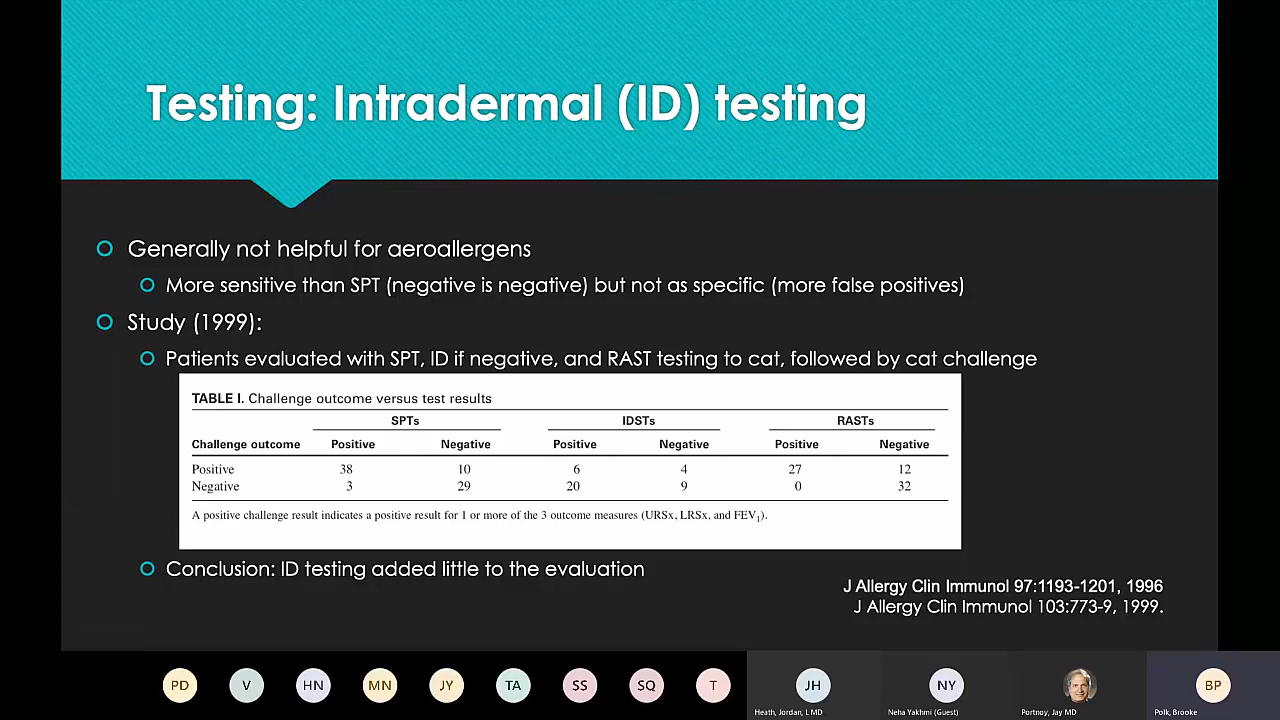 Testing: Intradermal (ID) testing
Generally not helpful for aeroallergens
More sensitive than SPT (negative is negative) but not as specific (more false positives)
Study (1999):
Patients evaluated with SPT, ID if negative, and RAST testing to cat, followed by cat challenge
TABLE I. Challenge outcome versus test results
SPTs IDSTs RASTs
Challenge outcome Positive Negative Positive Negative Positive Negative
Positive 38 10 6 4 27 12
Negative 3 29 20 9 0 32
A positive challenge result indicates a positive result for 1 or more of the 3 outcome measures (URSx, LRSx, and FEV1).
Conclusion: ID testing added little to the evaluation
J Allergy Clin Immunol 97:1193-1201, 1996
J Allergy Clin Immunol 103:773-9, 1999.
PD V HN MN JY TA SS SQ T JH NY BP
Heath, Jordan, L MD Neha Yakhmi (Guest) Portnoy, Jay MD Polk, Brooke